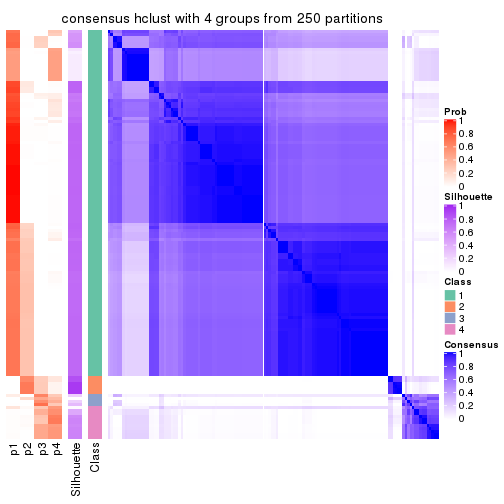 consensus hclust with 4 groups from 250 partitions
Prob
1
0.8
0.6
0.4
0.2
0
Silhouette
1
0.8
0.6
0.4
0.2
0
Class
1
2
3
4
Consensus
1
0.8
0.6
0.4
0.2
0
p1
p2
p3
p4
Silhouette
Class